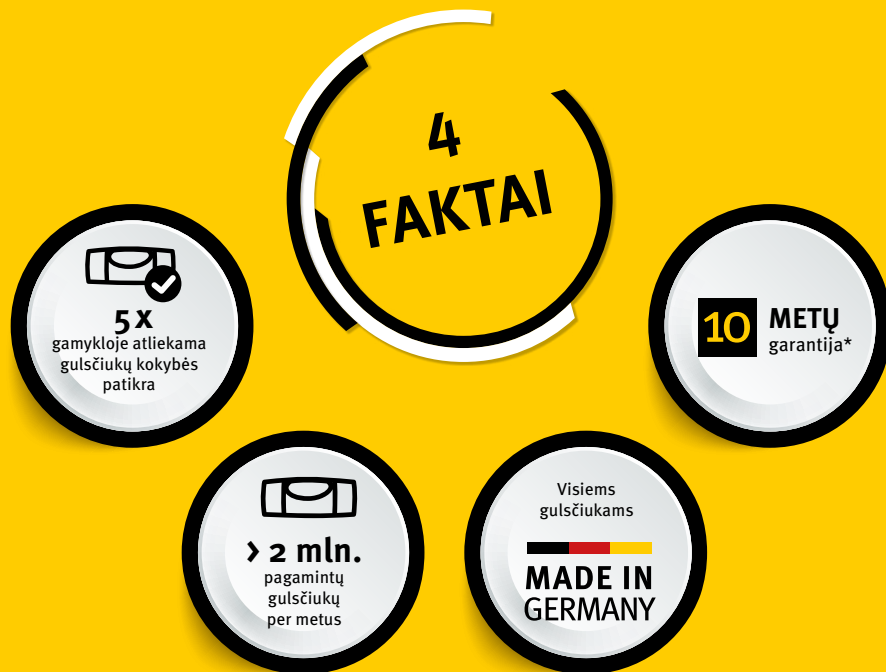 4
FAKTAI
5 x
gamykloje atliekama
gulsčiukų kokybės
patikra
› 2 mln.
pagamintų
gulsčiukų
per metus
Visiems
gulsčiukams
MADE IN
GERMANY
10 METŲ
garantija*